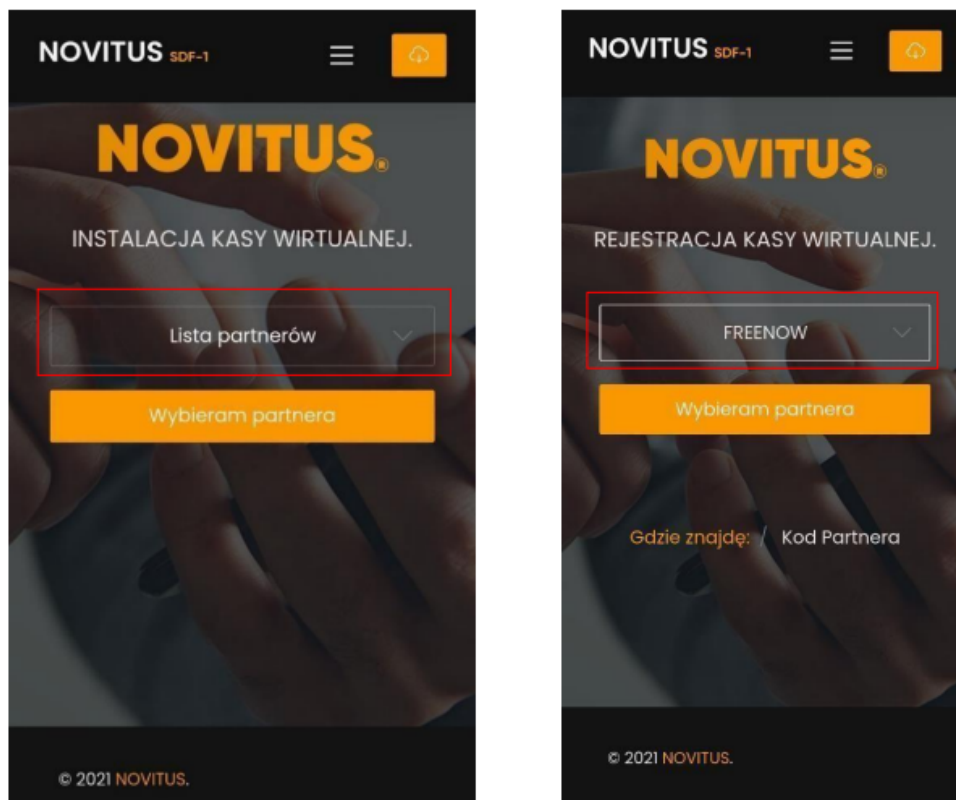 NOVITUS SDF-1
NOVITUS®
INSTALACJA KASY WIRTUALNEJ.
Lista partnerów
Wybieram partnera
© 2021 NOVITUS.
NOVITUS SDF-1
NOVITUS®
REJESTRACJA KASY WIRTUALNEJ.
FREENOW
Wybieram partnera
Gdzie znajdę: / Kod Partnera
© 2021 NOVITUS.